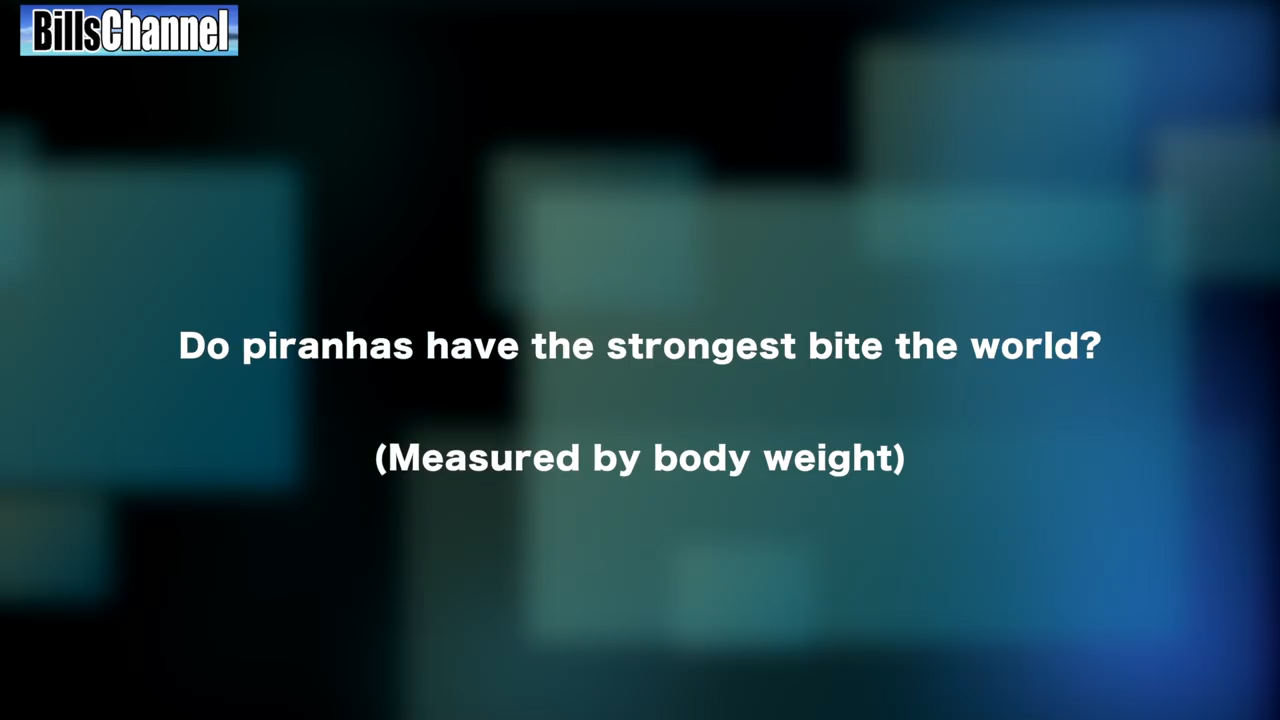 BillsChannel
Do piranhas have the strongest bite the world?
(Measured by body weight)